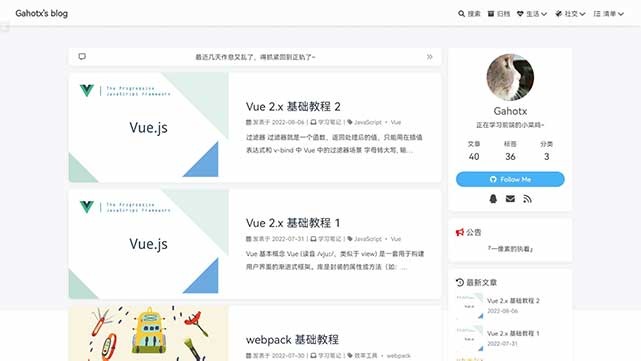 Gahotx's blog
搜索 归档 生活 社交 清单
最近几天作息又乱了，得抓紧回到正轨了~
The Progressive
JavaScript Framework
Vue.js
Vue 2.x 基础教程 2
发表于 2022-08-06 | 学习笔记 | JavaScript • Vue
过滤器 过滤器就是一个函数，返回处理后的值，只能用在插值
表达式和 v-bind 中 Vue 中的过滤器场景 字母转大写, 输...
The Progressive
JavaScript Framework
Vue.js
Vue 2.x 基础教程 1
发表于 2022-07-31 | 学习笔记 | JavaScript • Vue
Vue 基本概念 Vue (读音 /vjuː/，类似于 view) 是一套用于构建
用户界面的渐进式框架。库是封装的属性或方法（如：...
webpack 基础教程
发表于 2022-07-30 | 学习笔记 | 效率工具 • webpack
Gahotx
正在学习前端的小菜鸡~
文章 标签 分类
40 36 3
Follow Me
公告
『一像素的执着』
最新文章
Vue 2.x 基础教程 2
2022-08-06
Vue 2.x 基础教程 1
2022-07-31